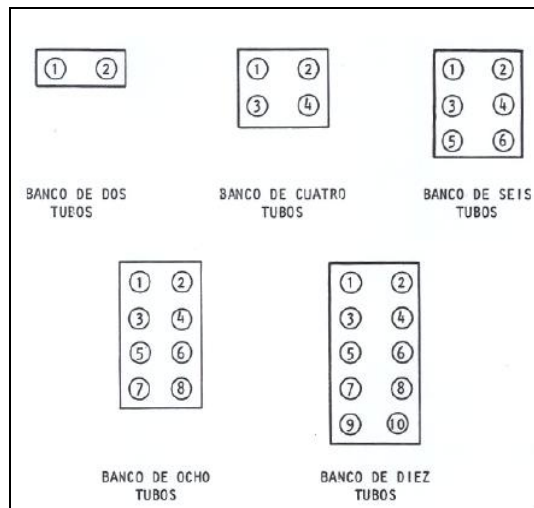 1 2
BANCO DE DOS
TUBOS
1 2
3 4
BANCO DE CUATRO
TUBOS
1 2
3 4
5 6
BANCO DE SEIS
TUBOS
1 2
3 4
5 6
7 8
BANCO DE OCHO
TUBOS
1 2
3 4
5 6
7 8
9 10
BANCO DE DIEZ
TUBOS